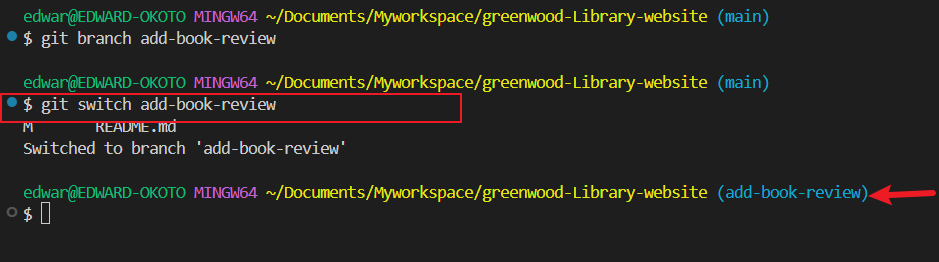 edwar@EDWARD-OKOTO MINGW64 ~/Documents/Myworkspace/greenwood-Library-website (main)
$ git branch add-book-review
edwar@EDWARD-OKOTO MINGW64 ~/Documents/Myworkspace/greenwood-Library-website (main)
$ git switch add-book-review
M README.md
Switched to branch 'add-book-review'
edwar@EDWARD-OKOTO MINGW64 ~/Documents/Myworkspace/greenwood-Library-website (add-book-review)
$